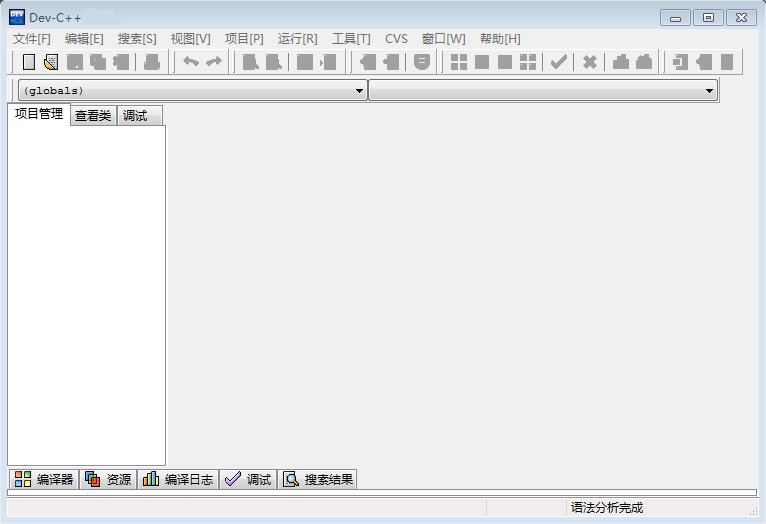 Dev-C++
文件[F] 编辑[E] 搜索[S] 视图[V] 项目[P] 运行[R] 工具[T] CVS 窗口[W] 帮助[H]
(globals)
项目管理 查看类 调试
编译器 资源 编译日志 调试 搜索结果
语法分析完成